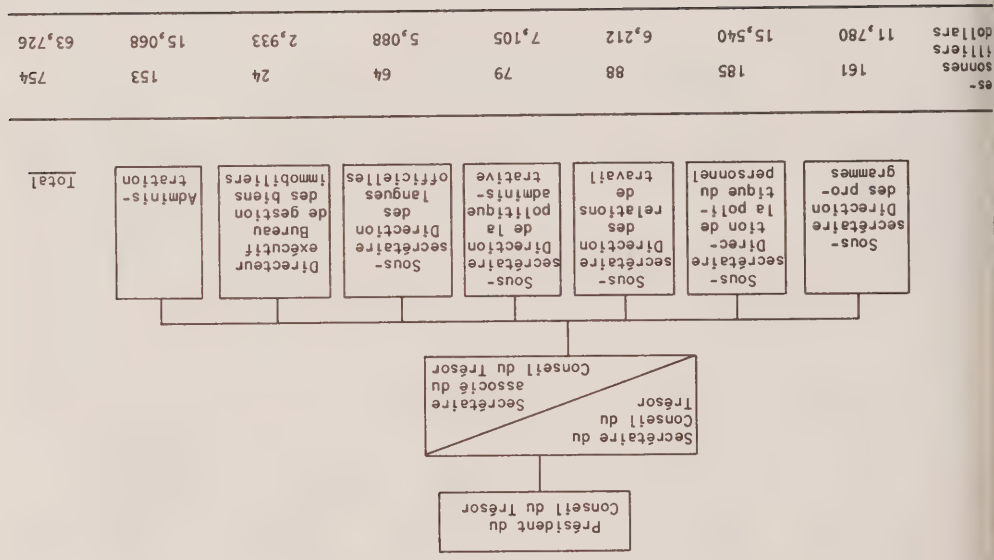 Président du
Conseil du Trésor
Secrétaire du
Conseil du
Trésor
Secrétaire
associé du
Conseil du Trésor
Sous-
secrétaire
Direction
des pro-
grammes
Sous-
secrétaire
Direc-
tion de
la poli-
tique du
personnel
Sous-
secrétaire
Direction
des
relations
de
travail
Sous-
secrétaire
Direction
de la
politique
adminis-
trative
Sous-
secrétaire
Direction
des
langues
officielles
Directeur
exécutif
Bureau
de gestion
des biens
immobiliers
Adminis-
tration
Total
es-
sonnes 161 185 88 79 64 24 153 754
illiers
dollars 11,780 15,540 6,212 7,105 5,088 2,933 15,068 63,726